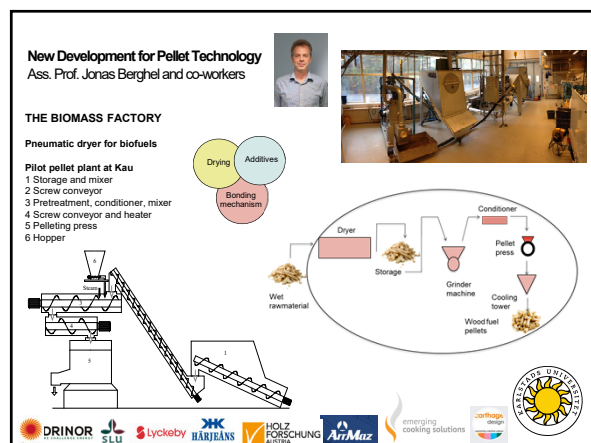 New Development for Pellet Technology
Ass. Prof. Jonas Berghel and co-workers
THE BIOMASS FACTORY
Pneumatic dryer for biofuels
Pilot pellet plant at Kau
1 Storage and mixer
2 Screw conveyor
3 Pretreatment, conditioner, mixer
4 Screw conveyor and heater
5 Pelleting press
6 Hopper
Drying
Additives
Bonding
mechanism
Conditioner
Dryer
Pellet
press
Storage
Grinder
machine
Wet
rawmaterial
Cooling
tower
Wood fuel
pellets
6
Steam
3
4
5
1
DRINOR
SLU
Lyckeby
HÄRJEÅNS
HOLZ
FORSCHUNG
AUSTRIA
emerging
cooking solutions
design
KARLSTADS UNIVERSITET